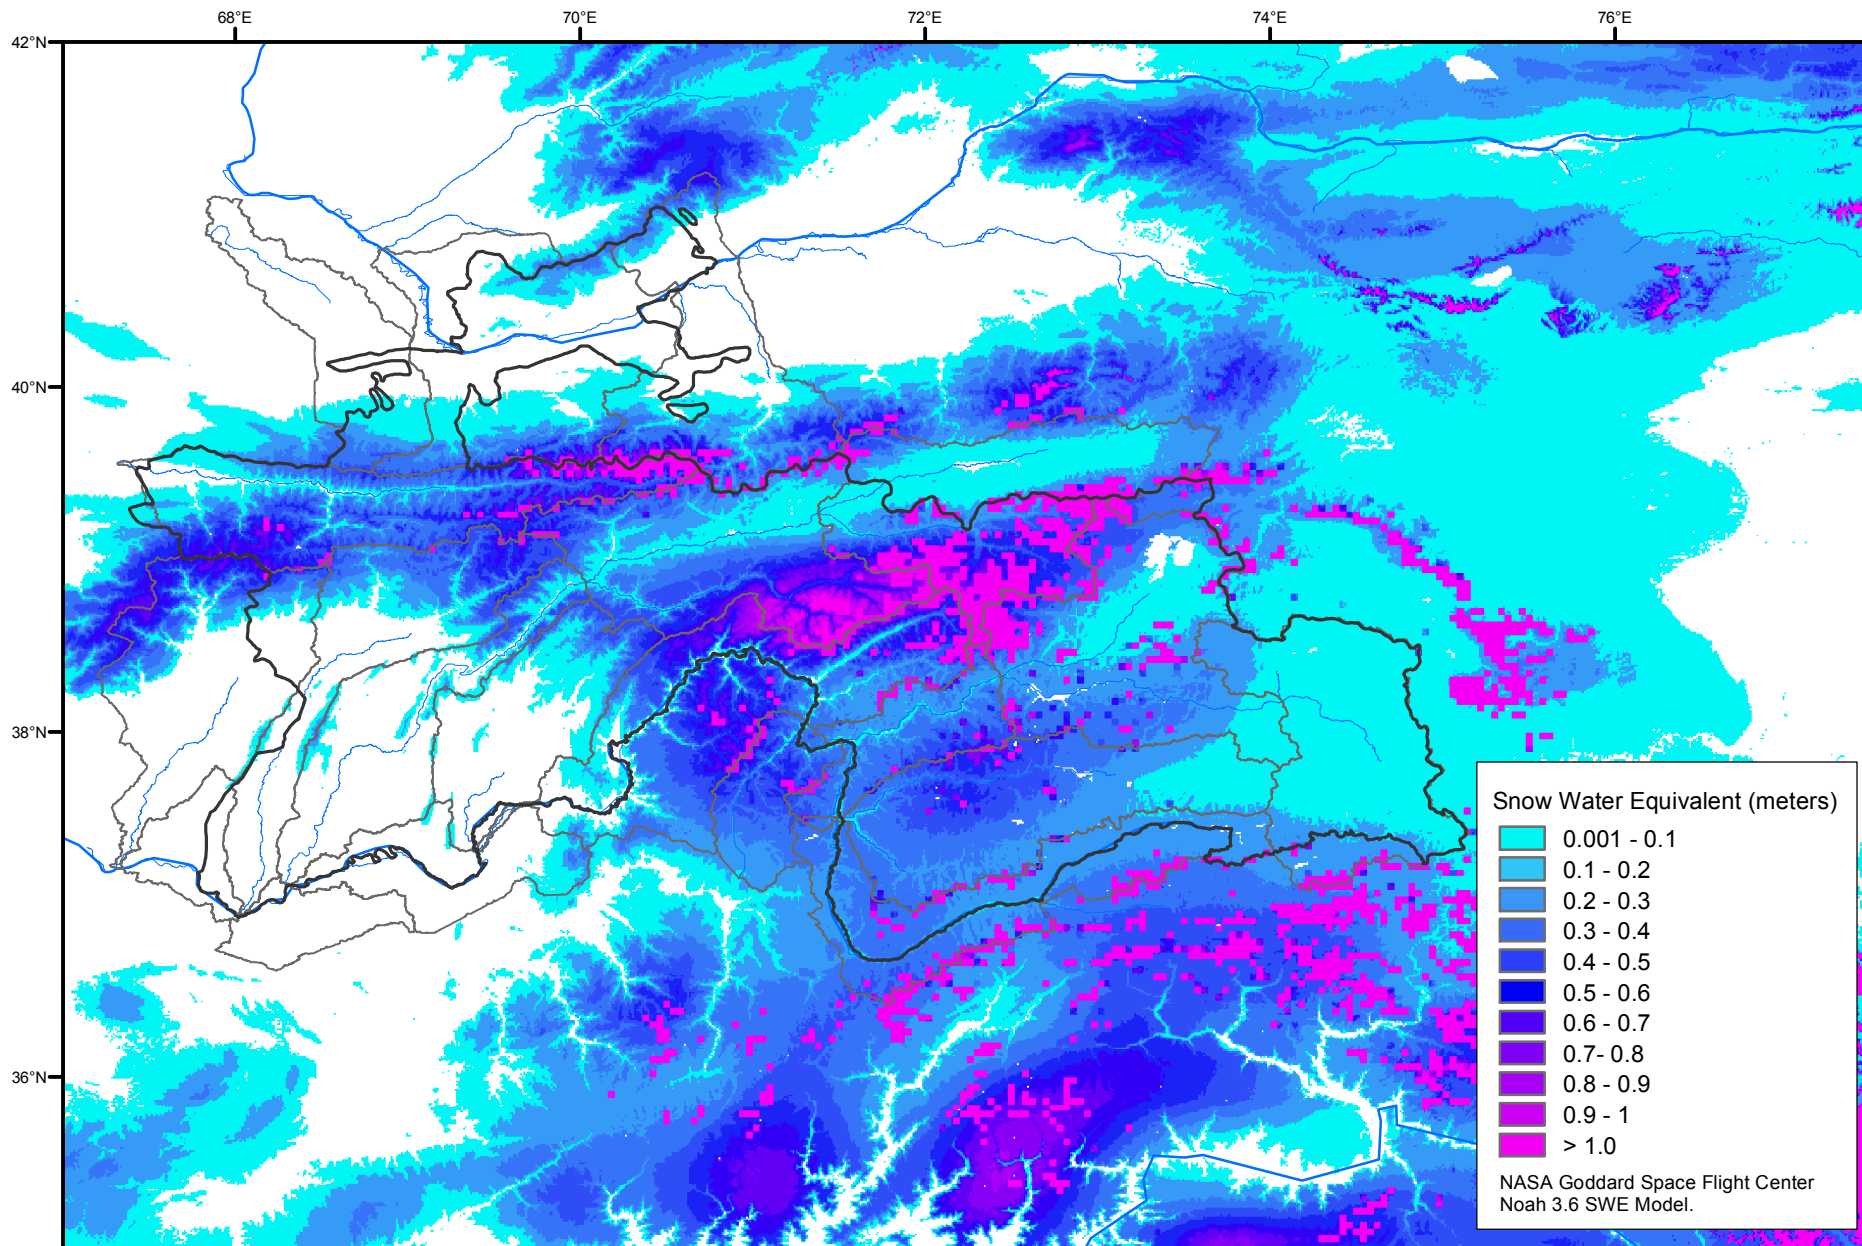 68°E 70°E 72°E 74°E 76°E
42°N
40°N
38°N
36°N
Snow Water Equivalent (meters)
0.001 - 0.1
0.1 - 0.2
0.2 - 0.3
0.3 - 0.4
0.4 - 0.5
0.5 - 0.6
0.6 - 0.7
0.7- 0.8
0.8 - 0.9
0.9 - 1
> 1.0
NASA Goddard Space Flight Center
Noah 3.6 SWE Model.